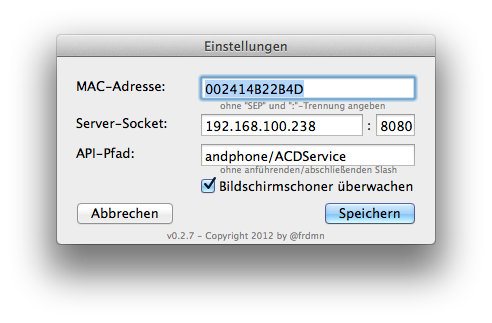 Einstellungen
MAC-Adresse: 002414B22B4D
ohne "SEP" und ":"-Trennung angeben
Server-Socket: 192.168.100.238 : 8080
API-Pfad: andphone/ACDService
ohne anführenden/abschließenden Slash
Bildschirmschoner überwachen
Abbrechen Speichern
v0.2.7 - Copyright 2012 by @frdmn